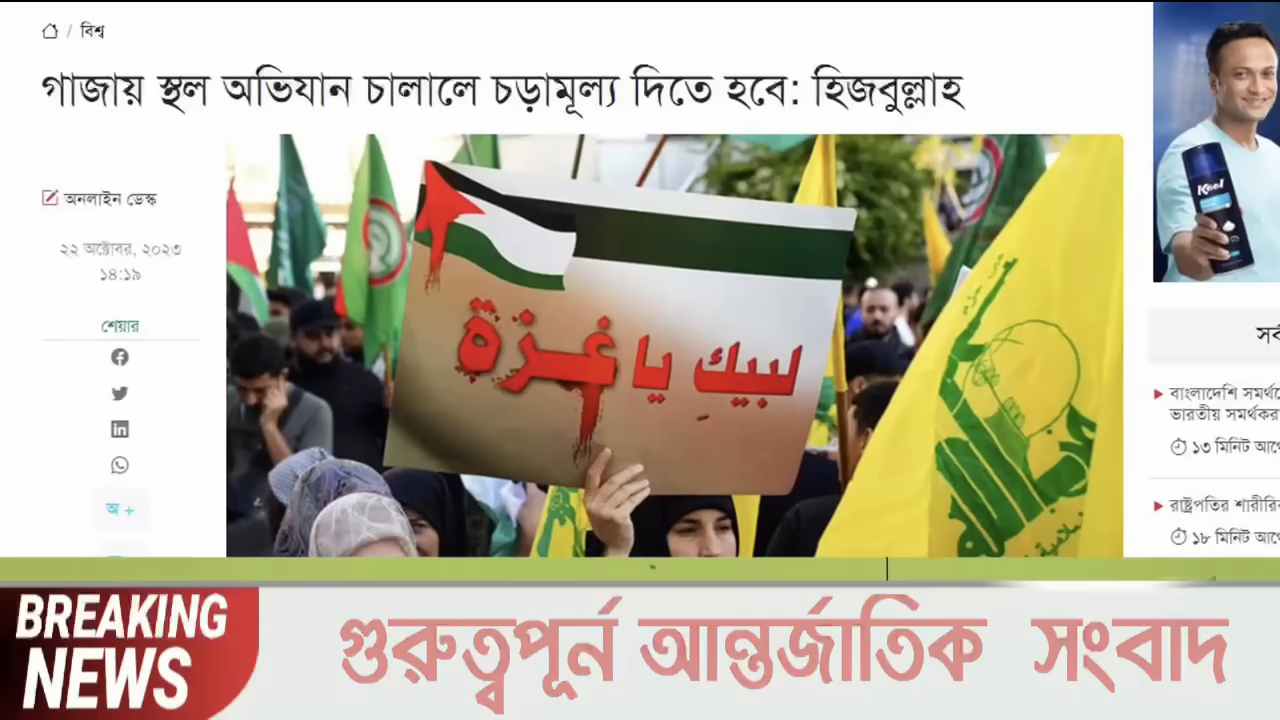 / বিশ্ব
গাজায় স্থল অভিযান চালালে চড়ামূল্য দিতে হবে: হিজবুল্লাহ
অনলাইন ডেস্ক
২২ অক্টোবর, ২০২৩
১৪:১৯
শেয়ার
অ +
لبيكِ يا غزة
Kool
বাংলাদেশি
ভারতীয় সমর্থকর
১৩ মিনিট আগে
রাষ্ট্রপতির শারীরিক
১৮ মিনিট আগে
BREAKING
NEWS
গুরুত্বপূর্ন আন্তর্জাতিক সংবাদ